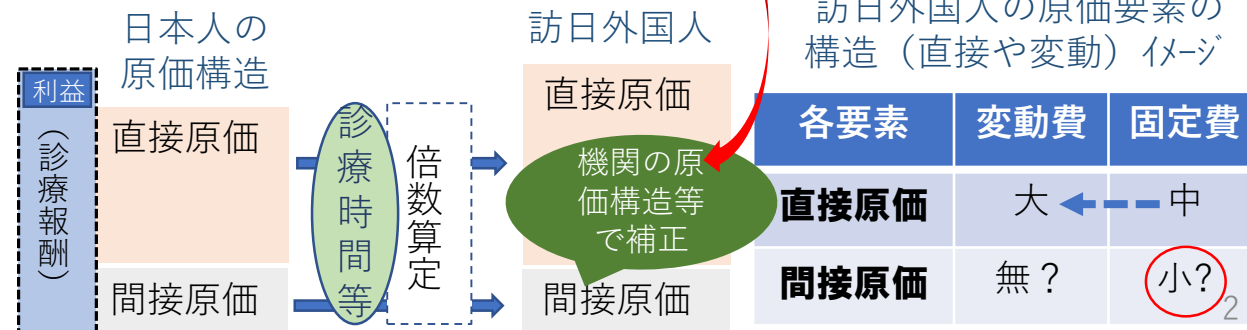 日本人の
原価構造
利益
（診療報酬）
直接原価
間接原価
診療時間等
倍数算定
訪日外国人
直接原価
機関の原
価構造等
で補正
間接原価
訪日外国人の原価要素の
構造（直接や変動）ｲﾒｰｼﾞ
各要素 変動費 固定費
直接原価 大 中
間接原価 無？ 小?
2